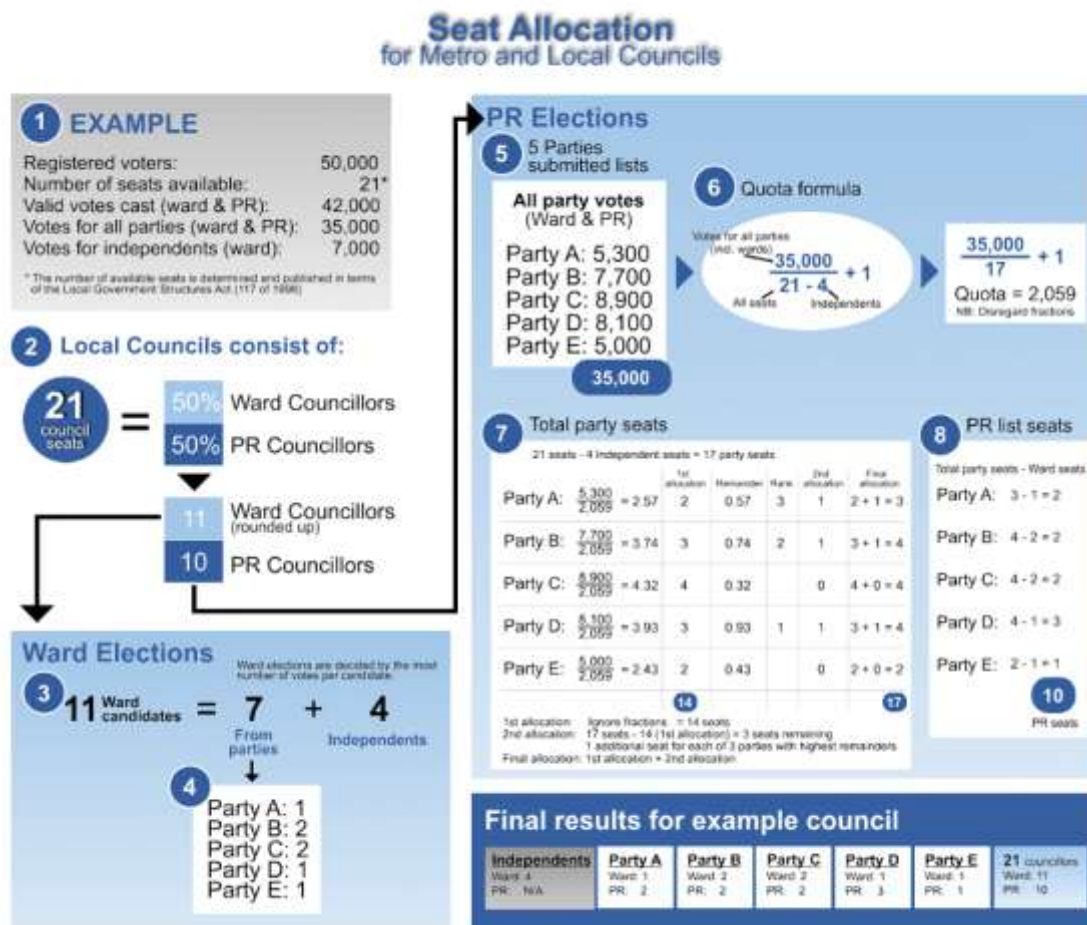 Seat Allocation
for Metro and Local Councils
1 EXAMPLE
Registered voters: 50,000
Number of seats available: 21*
Valid votes cast (ward & PR): 42,000
Votes for all parties (ward & PR): 35,000
Votes for independents (ward): 7,000
* The number of available seats is determined and published in terms
of the Local Government Structures Act (117 of 1998)
2 Local Councils consist of:
21 council seats = 50% Ward Councillors
50% PR Councillors
11 Ward Councillors
(rounded up)
10 PR Councillors
Ward Elections
Ward elections are decided by the most
number of votes per candidate.
3 11 Ward candidates = 7 + 4
From parties Independents
4
Party A: 1
Party B: 2
Party C: 2
Party D: 1
Party E: 1
PR Elections
5 5 Parties
submitted lists
All party votes
(Ward & PR)
Party A: 5,300
Party B: 7,700
Party C: 8,900
Party D: 8,100
Party E: 5,000
35,000
6 Quota formula
Votes for all parties
(incl. wards)
35,000
21 - 4 + 1
All seats Independents
35,000
17 + 1
Quota = 2,059
NB: Disregard fractions
7 Total party seats
21 seats - 4 Independent seats = 17 party seats
1st allocation Remainder Rank 2nd allocation Final allocation
Party A: 5,300 / 2,059 = 2.57 2 0.57 3 1 2 + 1 = 3
Party B: 7,700 / 2,059 = 3.74 3 0.74 2 1 3 + 1 = 4
Party C: 8,900 / 2,059 = 4.32 4 0.32 0 4 + 0 = 4
Party D: 8,100 / 2,059 = 3.93 3 0.93 1 1 3 + 1 = 4
Party E: 5,000 / 2,059 = 2.43 2 0.43 0 2 + 0 = 2
14 17
1st allocation: Ignore fractions = 14 seats
2nd allocation: 17 seats - 14 (1st allocation) = 3 seats remaining
1 additional seat for each of 3 parties with highest remainders
Final allocation: 1st allocation + 2nd allocation
8 PR list seats
Total party seats - Ward seats
Party A: 3 - 1 = 2
Party B: 4 - 2 = 2
Party C: 4 - 2 = 2
Party D: 4 - 1 = 3
Party E: 2 - 1 = 1
10
PR seats
Final results for example council
Independents Party A Party B Party C Party D Party E 21 councillors
Ward: 4 Ward: 1 Ward: 2 Ward: 2 Ward: 1 Ward: 1 Ward: 11
PR: N/A PR: 2 PR: 2 PR: 2 PR: 3 PR: 1 PR: 10